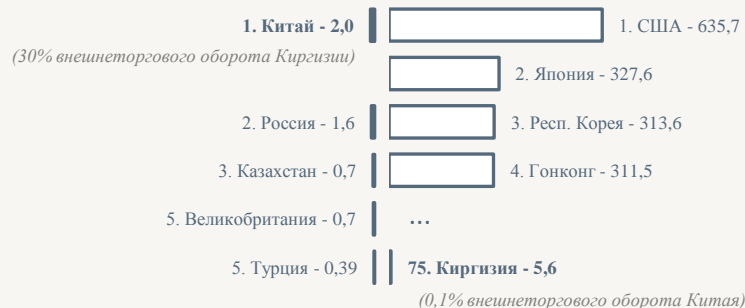 1. Китай - 2,0
(30% внешнеторгового оборота Киргизии)
2. Россия - 1,6
3. Казахстан - 0,7
5. Великобритания - 0,7
5. Турция - 0,39
1. США - 635,7
2. Япония - 327,6
3. Респ. Корея - 313,6
4. Гонконг - 311,5
...
75. Киргизия - 5,6
(0,1% внешнеторгового оборота Китая)